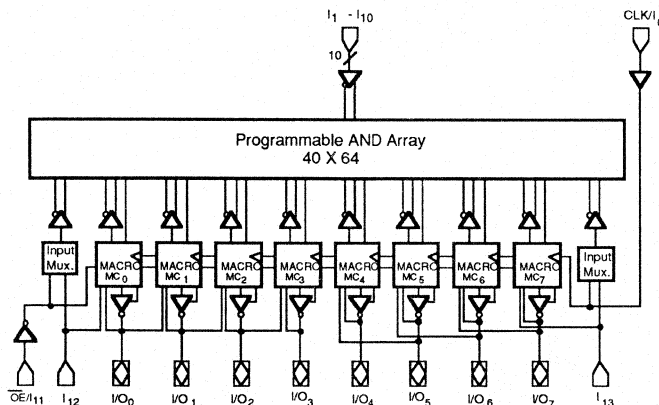 I1 - I10
CLK/I0
10
Programmable AND Array
40 X 64
Input Mux.
MACRO MC0
MACRO MC1
MACRO MC2
MACRO MC3
MACRO MC4
MACRO MC5
MACRO MC6
MACRO MC7
Input Mux.
OE/I11
I12
I/O0
I/O1
I/O2
I/O3
I/O4
I/O5
I/O6
I/O7
I13